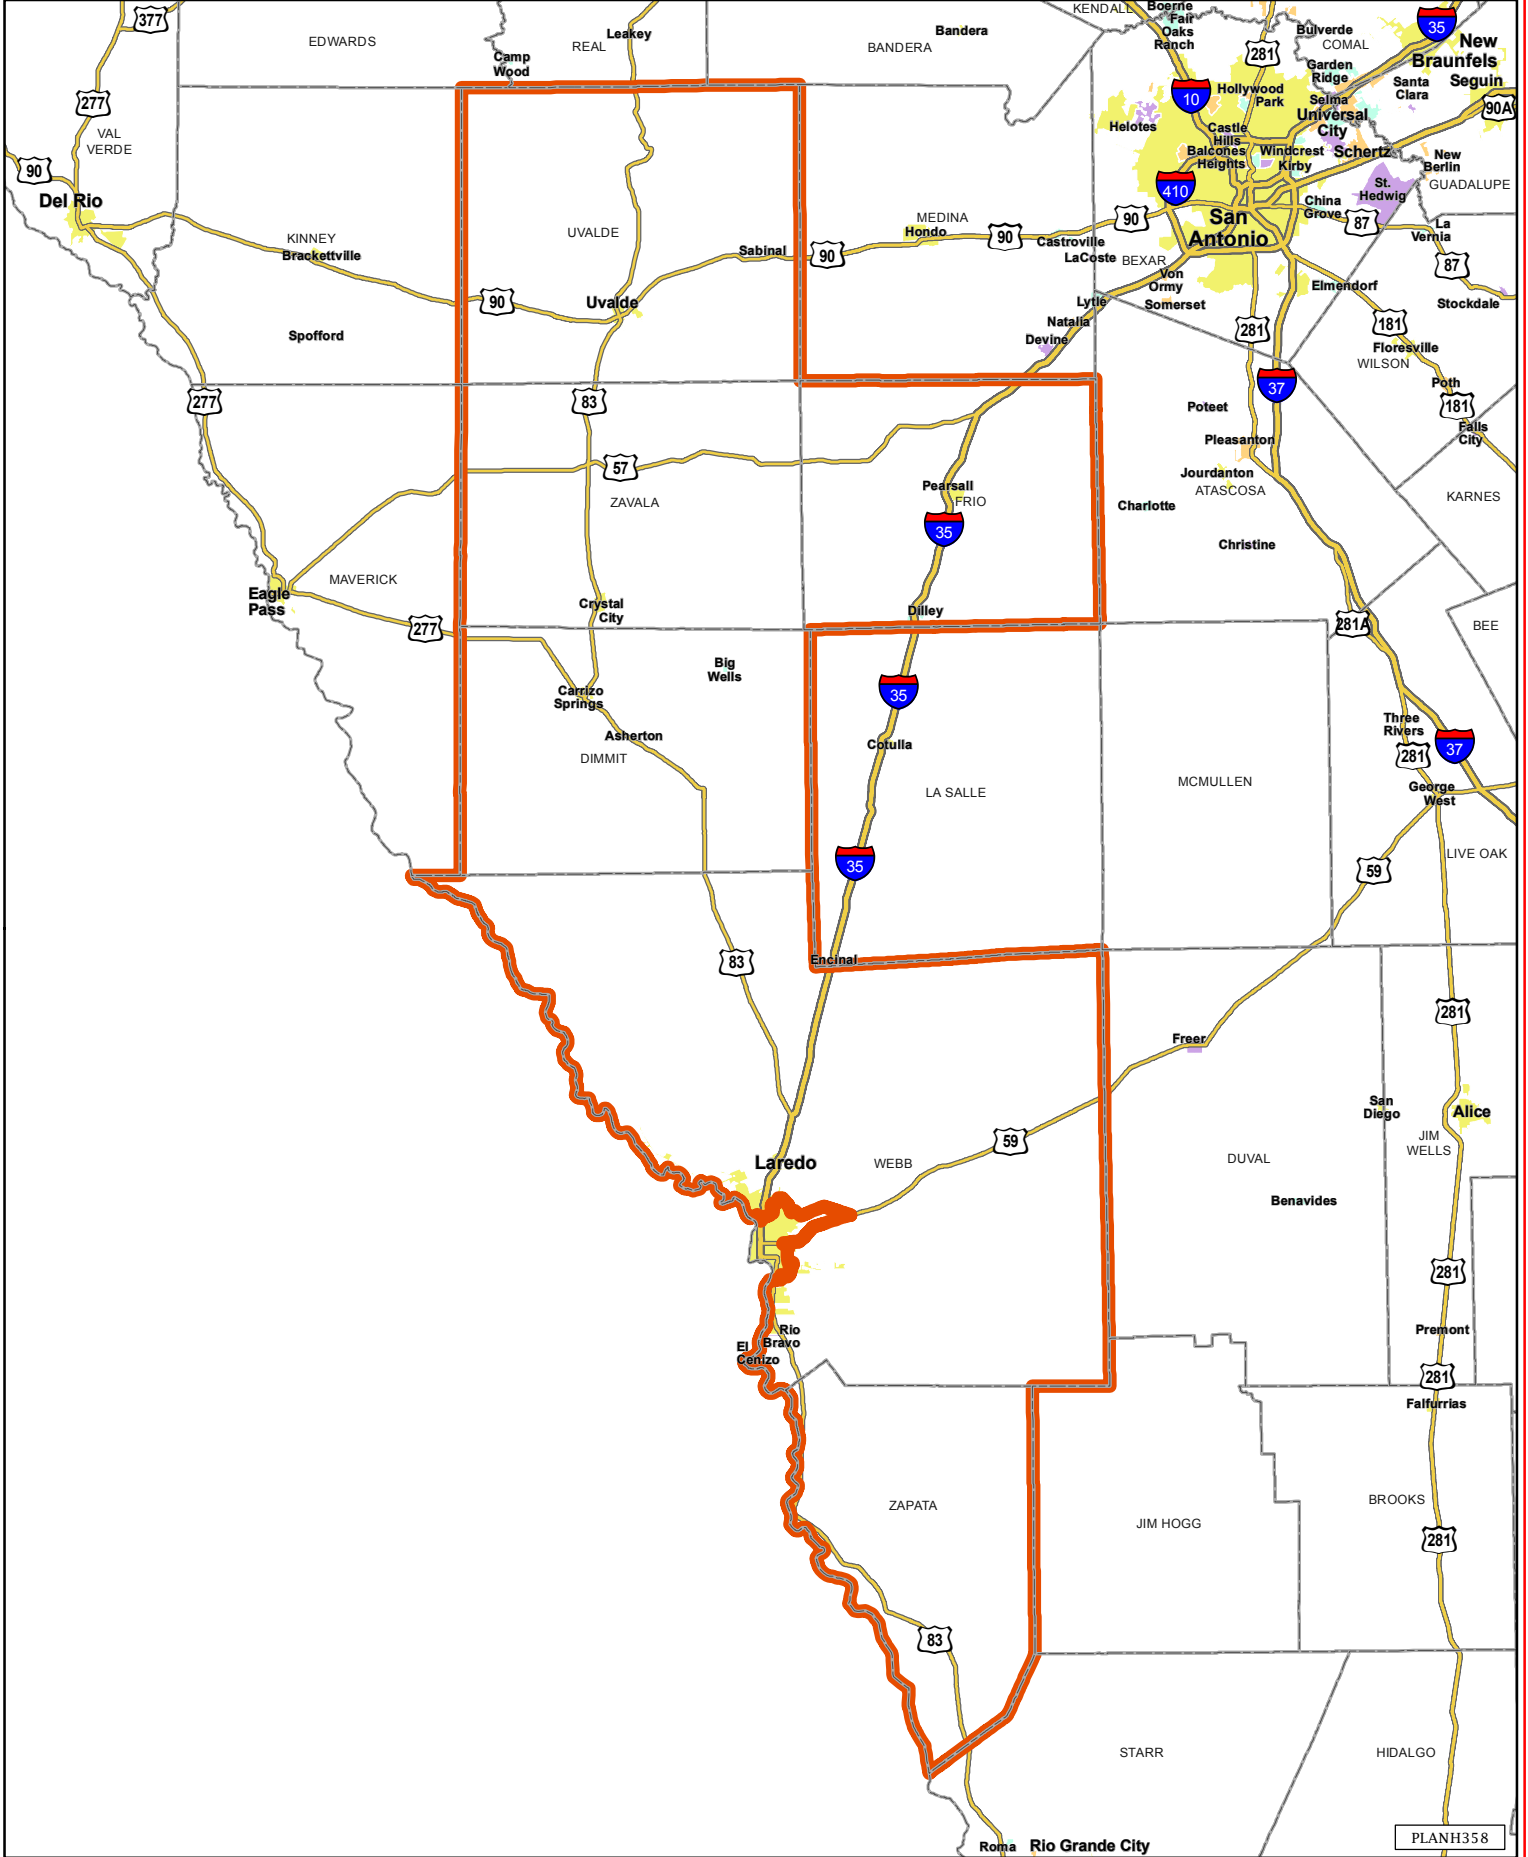 377
EDWARDS
REAL
Leakey
Camp
Wood
BANDERA
Bandera
KENDALL
Boerne
Fair
Oaks
Ranch
281
Bulverde
COMAL
35
New
Braunfels
Garden
Ridge
Santa
Clara
Seguin
277
10
Hollywood
Park
Selma
Universal
City
90A
VAL
VERDE
Helotes
Castle
Hills
Balcones
Heights
Windcrest
Kirby
Schertz
New
Berlin
90
Del Rio
410
St.
Hedwig
GUADALUPE
China
Grove
KINNEY
Brackettville
UVALDE
Sabinal
90
MEDINA
Hondo
90
Castroville
LaCoste
90
San
Antonio
87
La
Vernia
BEXAR
Von
Ormy
87
90
Uvalde
Lytle
Somerset
Elmendorf
Stockdale
Spofford
Natalia
Devine
281
181
Floresville
WILSON
277
83
37
Poth
181
Falls
City
Poteet
Pleasanton
57
ZAVALA
Pearsall
FRIO
Jourdanton
ATASCOSA
KARNES
Charlotte
35
Christine
MAVERICK
Eagle
Pass
Crystal
City
Dilley
277
281A
BEE
Big
Wells
35
Carrizo
Springs
Asherton
DIMMIT
Cotulla
Three
Rivers
37
281
LA SALLE
MCMULLEN
George
West
35
59
LIVE OAK
83
Encinal
281
Freer
San
Diego
Alice
59
JIM
WELLS
Laredo
WEBB
DUVAL
Benavides
281
Rio
Bravo
El
Cenizo
Premont
281
Falfurrias
ZAPATA
JIM HOGG
BROOKS
281
83
STARR
HIDALGO
Roma
Rio Grande City
PLANH358